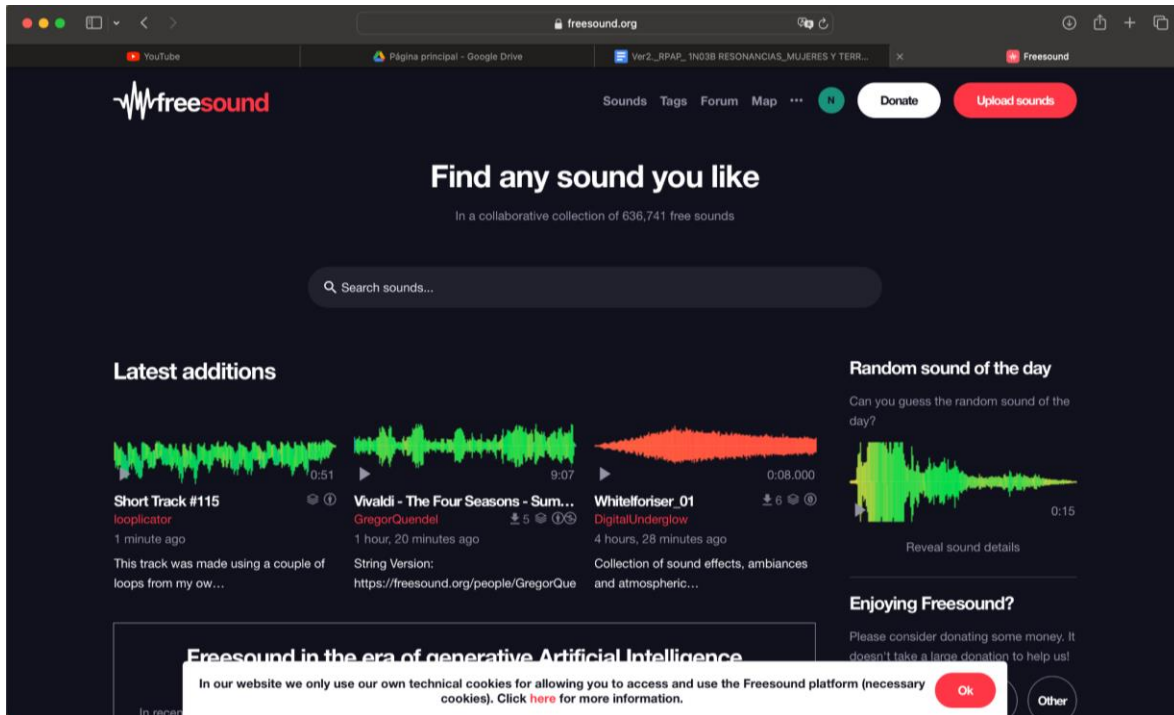 freesound.org
YouTube
Página principal - Google Drive
Ver2._RPAP_ 1N03B RESONANCIAS_MUJERES Y TERR...
Freesound
freesound
Sounds Tags Forum Map ... N Donate Upload sounds
Find any sound you like
In a collaborative collection of 636,741 free sounds
Search sounds...
Latest additions
0:51
Short Track #115
looplicator
1 minute ago
This track was made using a couple of
loops from my ow...
9:07
Vivaldi - The Four Seasons - Sum...
GregorQuendel 5
1 hour, 20 minutes ago
String Version:
https://freesound.org/people/GregorQue
0:08.000
Whitelforiser_01 6
DigitalUnderglow
4 hours, 28 minutes ago
Collection of sound effects, ambiances
and atmospheric...
Random sound of the day
Can you guess the random sound of the
day?
0:15
Reveal sound details
Enjoying Freesound?
Please consider donating some money. It
doesn't take a large donation to help us!
Other
Freesound in the era of generative Artificial Intelligence
In recen
In our website we only use our own technical cookies for allowing you to access and use the Freesound platform (necessary
cookies). Click here for more information.
Ok